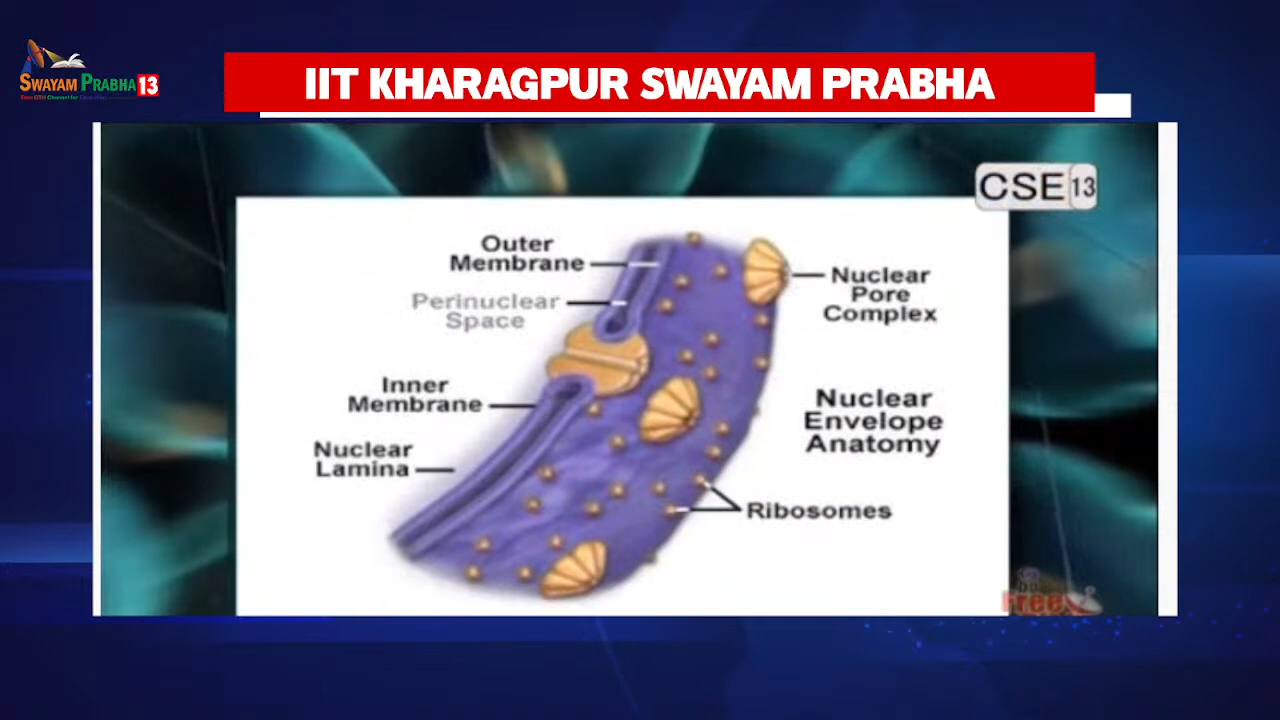 SWAYAM PRABHA 13
IIT KHARAGPUR SWAYAM PRABHA
CSE 13
Outer
Membrane
Perinuclear
Space
Inner
Membrane
Nuclear
Lamina
Nuclear
Pore
Complex
Nuclear
Envelope
Anatomy
Ribosomes
Free